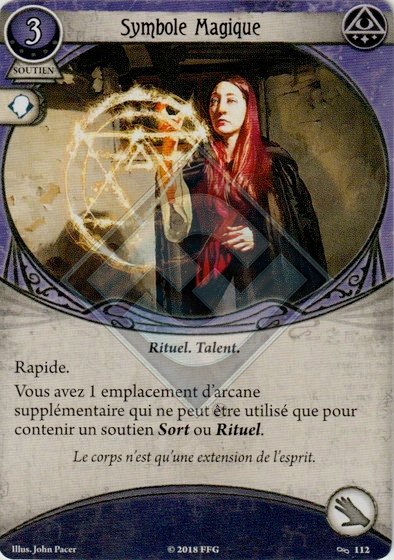 Symbole Magique
3
SOUTIEN
Rituel. Talent.
Rapide.
Vous avez 1 emplacement d'arcane
supplémentaire qui ne peut être utilisé que pour
contenir un soutien Sort ou Rituel.
Le corps n'est qu'une extension de l'esprit.
Illus. John Pacer
© 2018 FFG
112